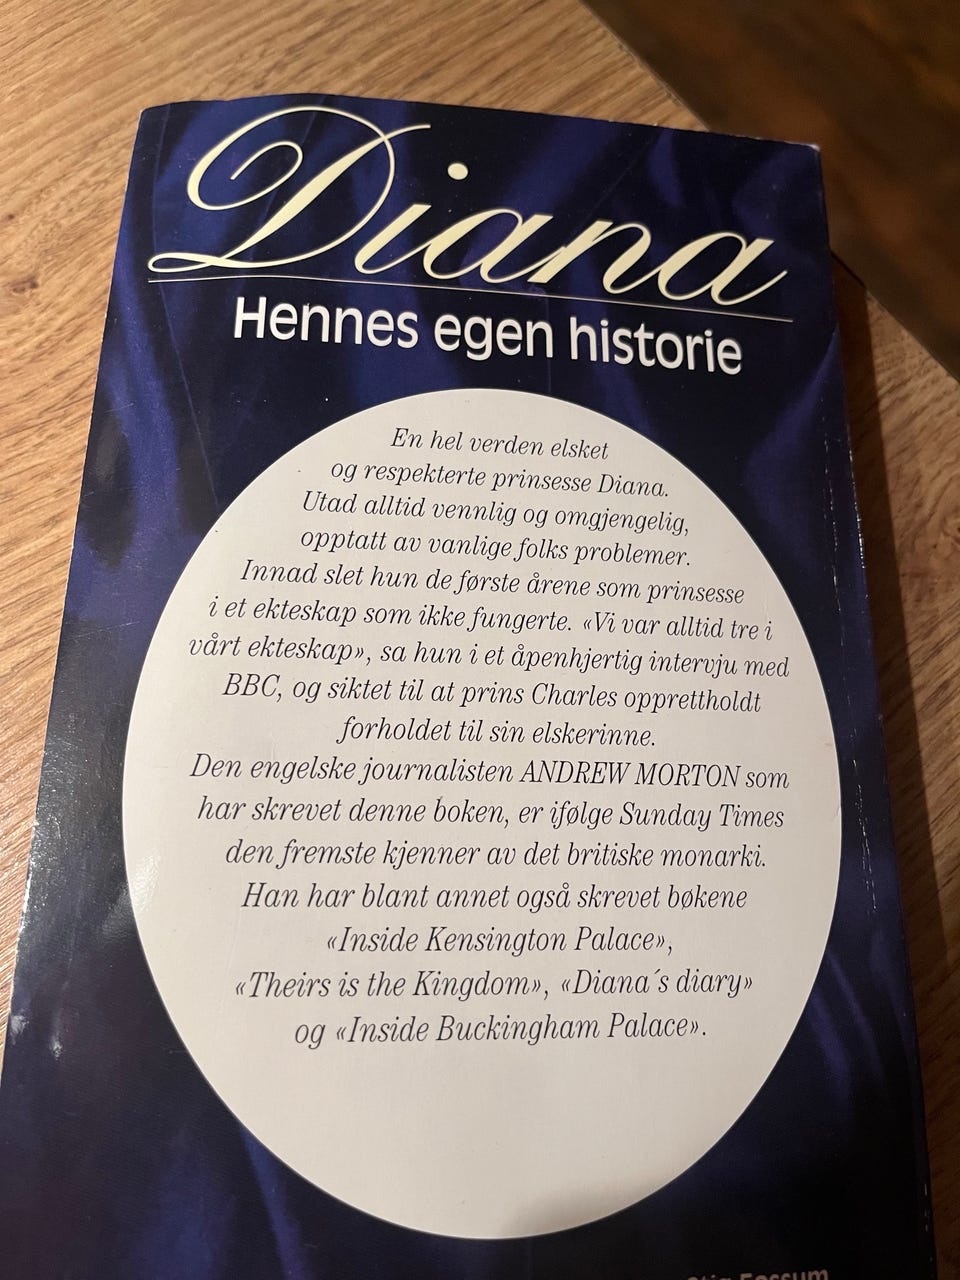 Diana
Hennes egen historie
En hel verden elsket
og respekterte prinsesse Diana.
Utad alltid vennlig og omgjengelig,
opptatt av vanlige folks problemer.
Innad slet hun de første årene som prinsesse
i et ekteskap som ikke fungerte. «Vi var alltid tre i
vårt ekteskap», sa hun i et åpenhjertig intervju med
BBC, og siktet til at prins Charles opprettholdt
forholdet til sin elskerinne.
Den engelske journalisten ANDREW MORTON som
har skrevet denne boken, er ifølge Sunday Times
den fremste kjenner av det britiske monarki.
Han har blant annet også skrevet bøkene
«Inside Kensington Palace»,
«Theirs is the Kingdom», «Diana´s diary»
og «Inside Buckingham Palace».
Stig Fossum